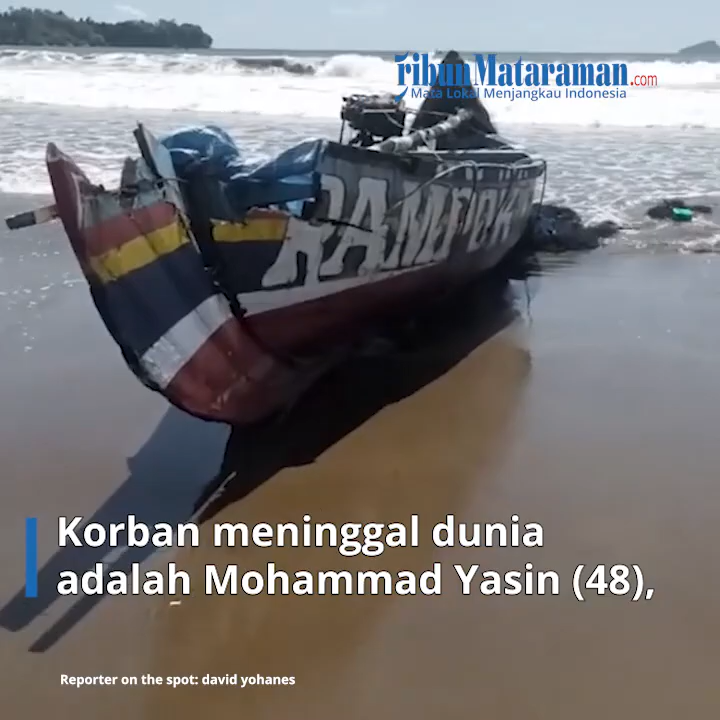 TribunMataraman.com
Mata Lokal Menjangkau Indonesia
Korban meninggal dunia
adalah Mohammad Yasin (48),
Reporter on the spot: david yohanes